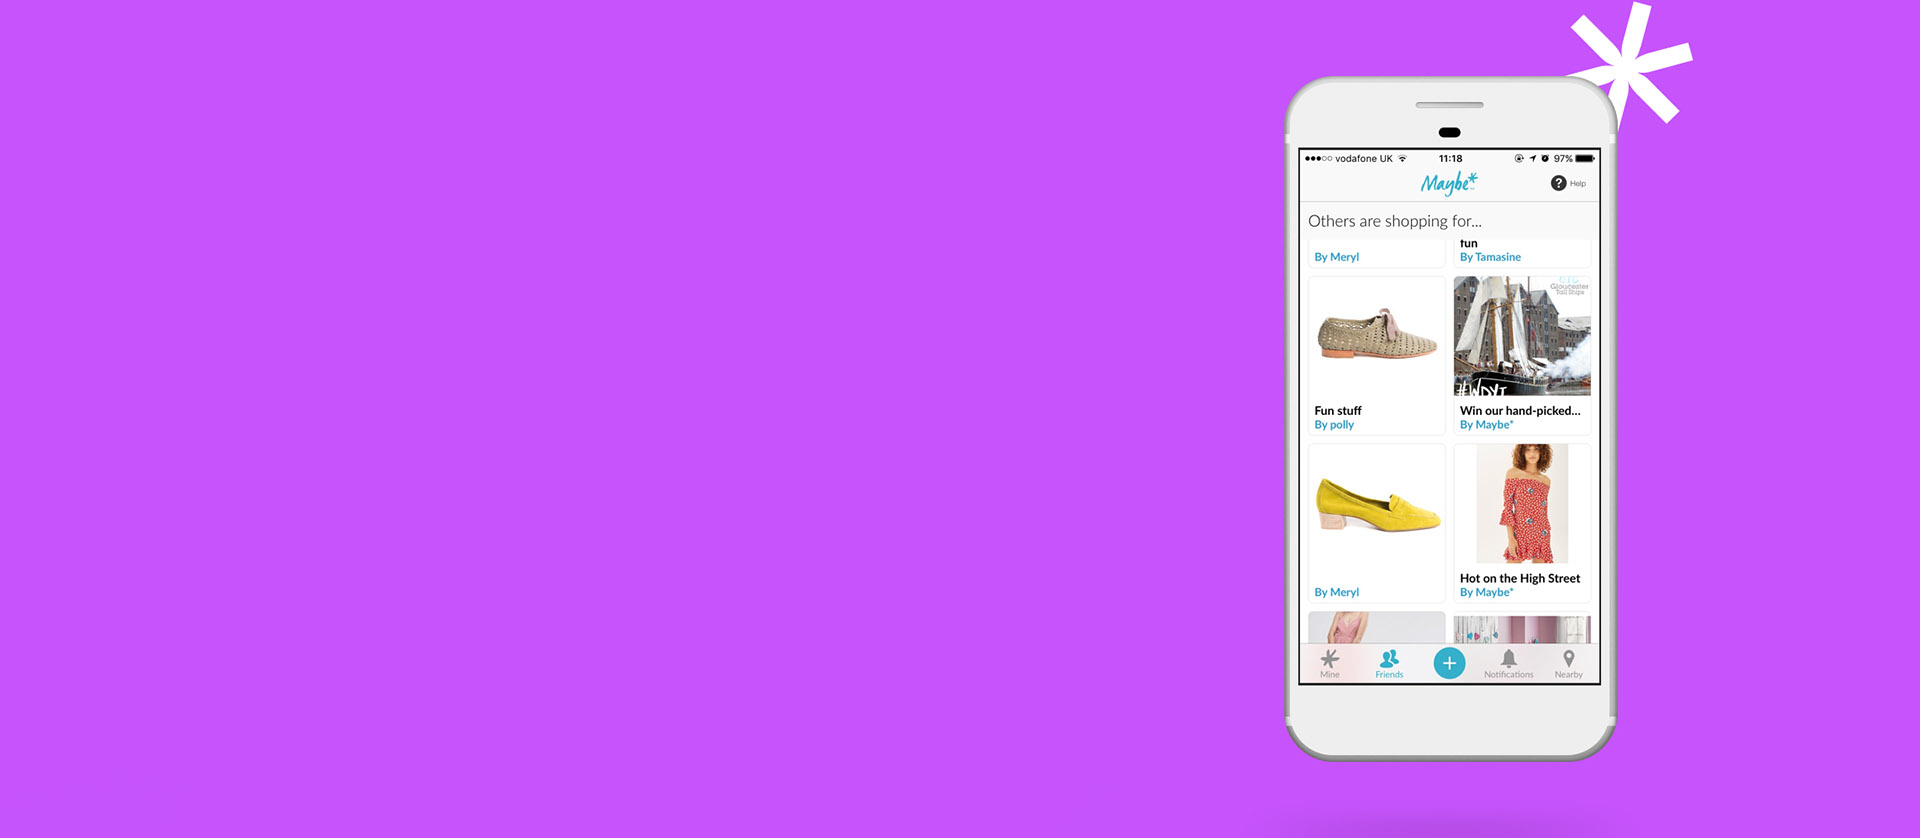 vodafone UK
11:18
97%
Maybe*
? Help
Others are shopping for...
By Meryl
fun
By Tamasine
Gloucester
Tall Ships
#WDYT
Fun stuff
By polly
Win our hand-picked...
By Maybe*
By Meryl
Hot on the High Street
By Maybe*
Mine
Friends
+
Notifications
Nearby